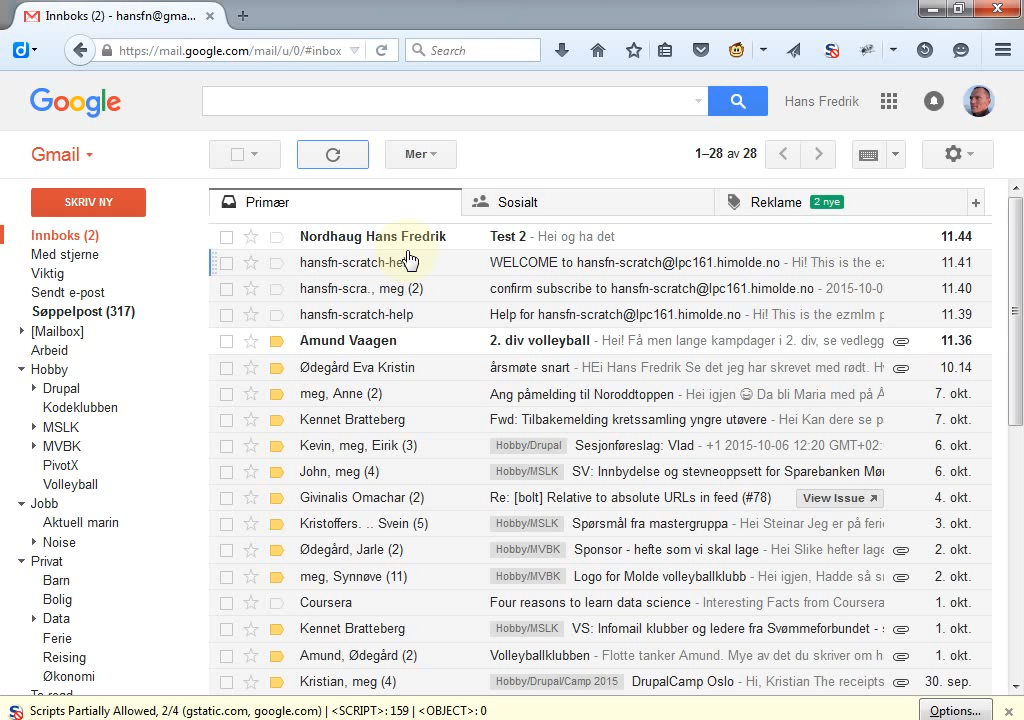 Innboks (2) - hansfn@gma...
https://mail.google.com/mail/u/0/#inbox
Search
Google
Hans Fredrik
Gmail
Mer
1–28 av 28
SKRIV NY
Innboks (2)
Med stjerne
Viktig
Sendt e-post
Søppelpost (317)
[Mailbox]
Arbeid
Hobby
Drupal
Kodeklubben
MSLK
MVBK
PivotX
Volleyball
Jobb
Aktuell marin
Noise
Privat
Barn
Bolig
Data
Ferie
Reising
Økonomi
To read
Primær
Sosialt
Reklame 2 nye
Nordhaug Hans Fredrik Test 2 - Hei og ha det 11.44
hansfn-scratch-he WELCOME to hansfn-scratch@lpc161.himolde.no - Hi! This is the ez 11.41
hansfn-scra., meg (2) confirm subscribe to hansfn-scratch@lpc161.himolde.no - 2015-10-0 11.40
hansfn-scratch-help Help for hansfn-scratch@lpc161.himolde.no - Hi! This is the ezmlm p 11.39
Amund Vaagen 2. div volleyball - Hei! Få men lange kampdager i 2. div, se vedlegg 11.36
Ødegård Eva Kristin årsmøte snart - HEi Hans Fredrik Se det jeg har skrevet med rødt. 10.14
meg, Anne (2) Ang påmelding til Noroddtoppen - Hei igjen 😊 Da bli Maria med på 7. okt.
Kennet Bratteberg Fwd: Tilbakemelding kretssamling yngre utøvere - Hei Kan dere se p 7. okt.
Kevin, meg, Eirik (3) Hobby/Drupal Sesjonføreslag: Vlad - +1 2015-10-06 12:20 GMT+02: 6. okt.
John, meg (4) Hobby/MSLK SV: Innbydelse og stevneoppsett for Sparebanken Mør 6. okt.
Givinalis Omachar (2) Re: [bolt] Relative to absolute URLs in feed (#78) View Issue 4. okt.
Kristoffers. .. Svein (5) Hobby/MSLK Spørsmål fra mastergruppa - Hei Steinar Jeg er på ferie 3. okt.
Ødegård, Jarle (2) Hobby/MVBK Sponsor - hefte som vi skal lage - Hei Slike hefter lage 2. okt.
meg, Synnøve (11) Hobby/MVBK Logo for Molde volleyballklubb - Hei igjen, Hadde så 2. okt.
Coursera Four reasons to learn data science - Interesting Facts from Coursera 1. okt.
Kennet Bratteberg Hobby/MSLK VS: Infomail klubber og ledere fra Svømmeforbundet - 1. okt.
Amund, Ødegård (2) Volleyballklubben - Flotte tanker Amund. Mye av det du skriver om h 1. okt.
Kristian, meg (4) Hobby/Drupal/Camp 2015 DrupalCamp Oslo - Hi, Kristian The receipts 30. sep.
Scripts Partially Allowed, 2/4 (gstatic.com, google.com) | <SCRIPT>: 159 | <OBJECT>: 0
Options...